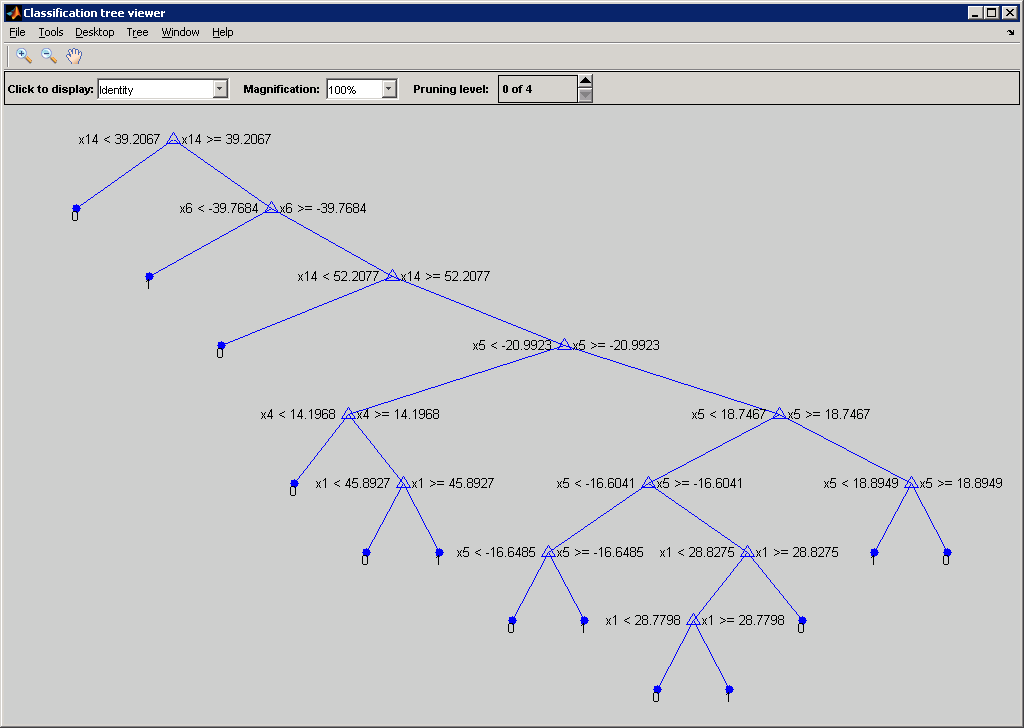 Classification tree viewer
File Tools Desktop Tree Window Help
Click to display: Identity Magnification: 100% Pruning level: 0 of 4
x14 < 39.2067 x14 >= 39.2067
0
x6 < -39.7684 x6 >= -39.7684
1
x14 < 52.2077 x14 >= 52.2077
0
x5 < -20.9923 x5 >= -20.9923
x4 < 14.1968 x4 >= 14.1968 x5 < 18.7467 x5 >= 18.7467
0 x1 < 45.8927 x1 >= 45.8927 x5 < -16.6041 x5 >= -16.6041 x5 < 18.8949 x5 >= 18.8949
0 1 x5 < -16.6485 x5 >= -16.6485 x1 < 28.8275 x1 >= 28.8275 1 0
0 1 x1 < 28.7798 x1 >= 28.7798 0
0 1